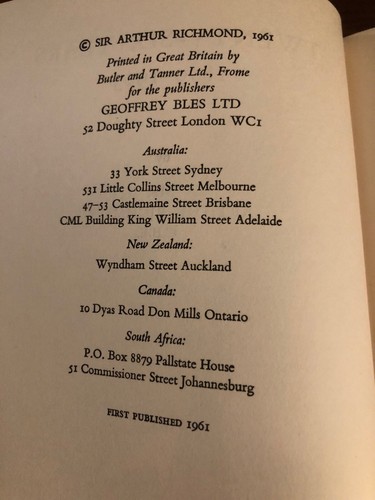 © SIR ARTHUR RICHMOND, 1961
Printed in Great Britain by
Butler and Tanner Ltd., Frome
for the publishers
GEOFFREY BLES LTD
52 Doughty Street London WC1
Australia:
33 York Street Sydney
531 Little Collins Street Melbourne
47-53 Castlemaine Street Brisbane
CML Building King William Street Adelaide
New Zealand:
Wyndham Street Auckland
Canada:
10 Dyas Road Don Mills Ontario
South Africa:
P.O. Box 8879 Pallstate House
51 Commissioner Street Johannesburg
FIRST PUBLISHED 1961